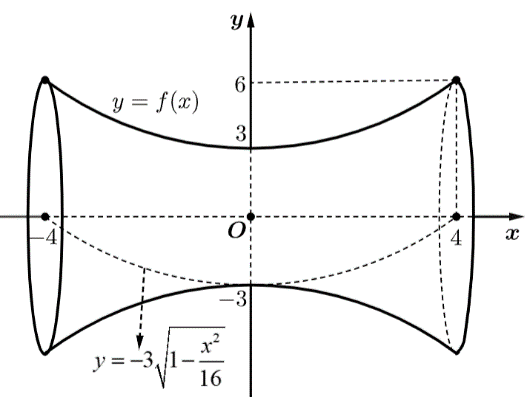 y
6
y = f(x)
3
-4
O
4
x
-3
y = -3√(1 - x²/16)